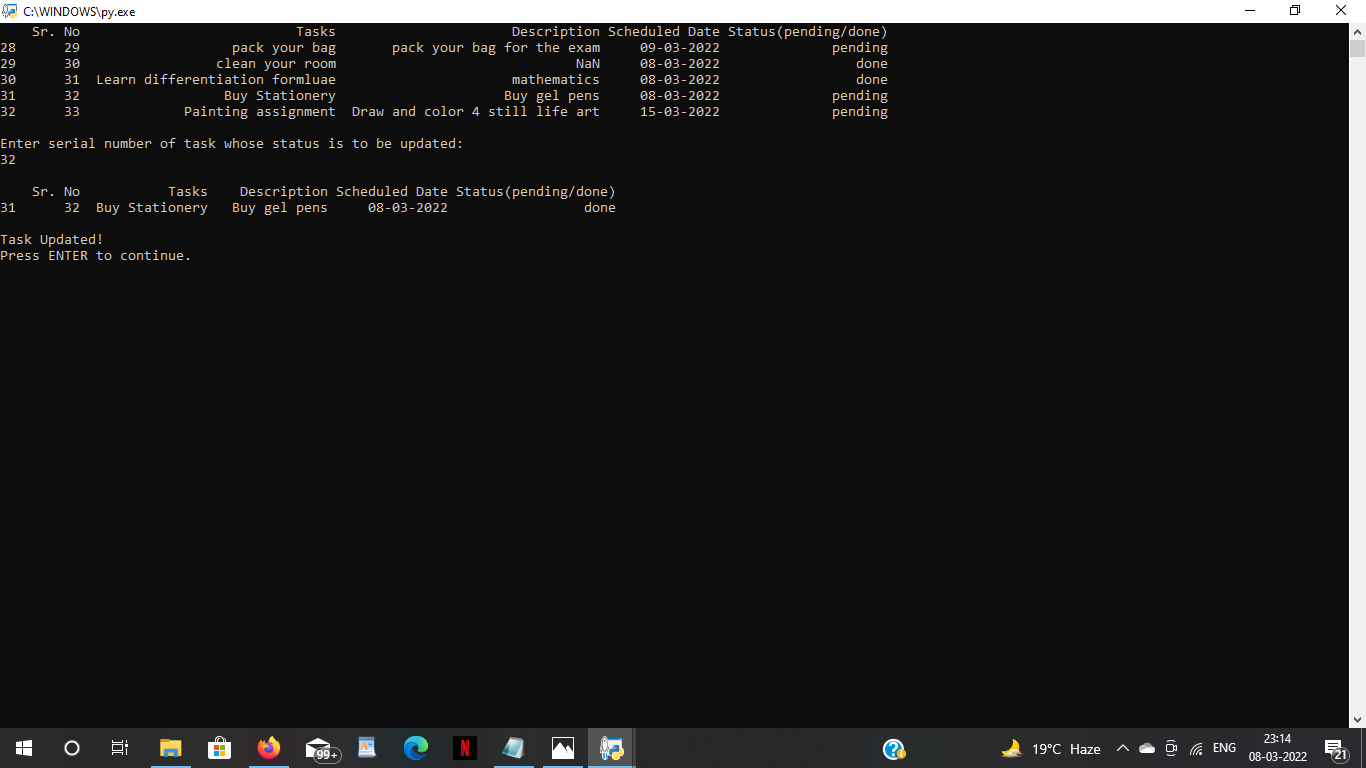 C:\WINDOWS\py.exe
Sr. No Tasks Description Scheduled Date Status(pending/done)
28 29 pack your bag pack your bag for the exam 09-03-2022 pending
29 30 clean your room NaN 08-03-2022 done
30 31 Learn differentiation formluae mathematics 08-03-2022 done
31 32 Buy Stationery Buy gel pens 08-03-2022 pending
32 33 Painting assignment Draw and color 4 still life art 15-03-2022 pending
Enter serial number of task whose status is to be updated:
32
Sr. No Tasks Description Scheduled Date Status(pending/done)
31 32 Buy Stationery Buy gel pens 08-03-2022 done
Task Updated!
Press ENTER to continue.
99+ N 19°C Haze ENG 23:14
08-03-2022 21